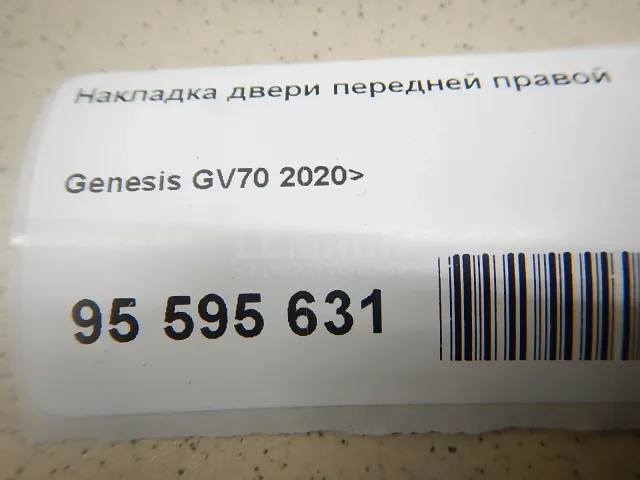 Накладка двери передней правой
Genesis GV70 2020>
95 595 631